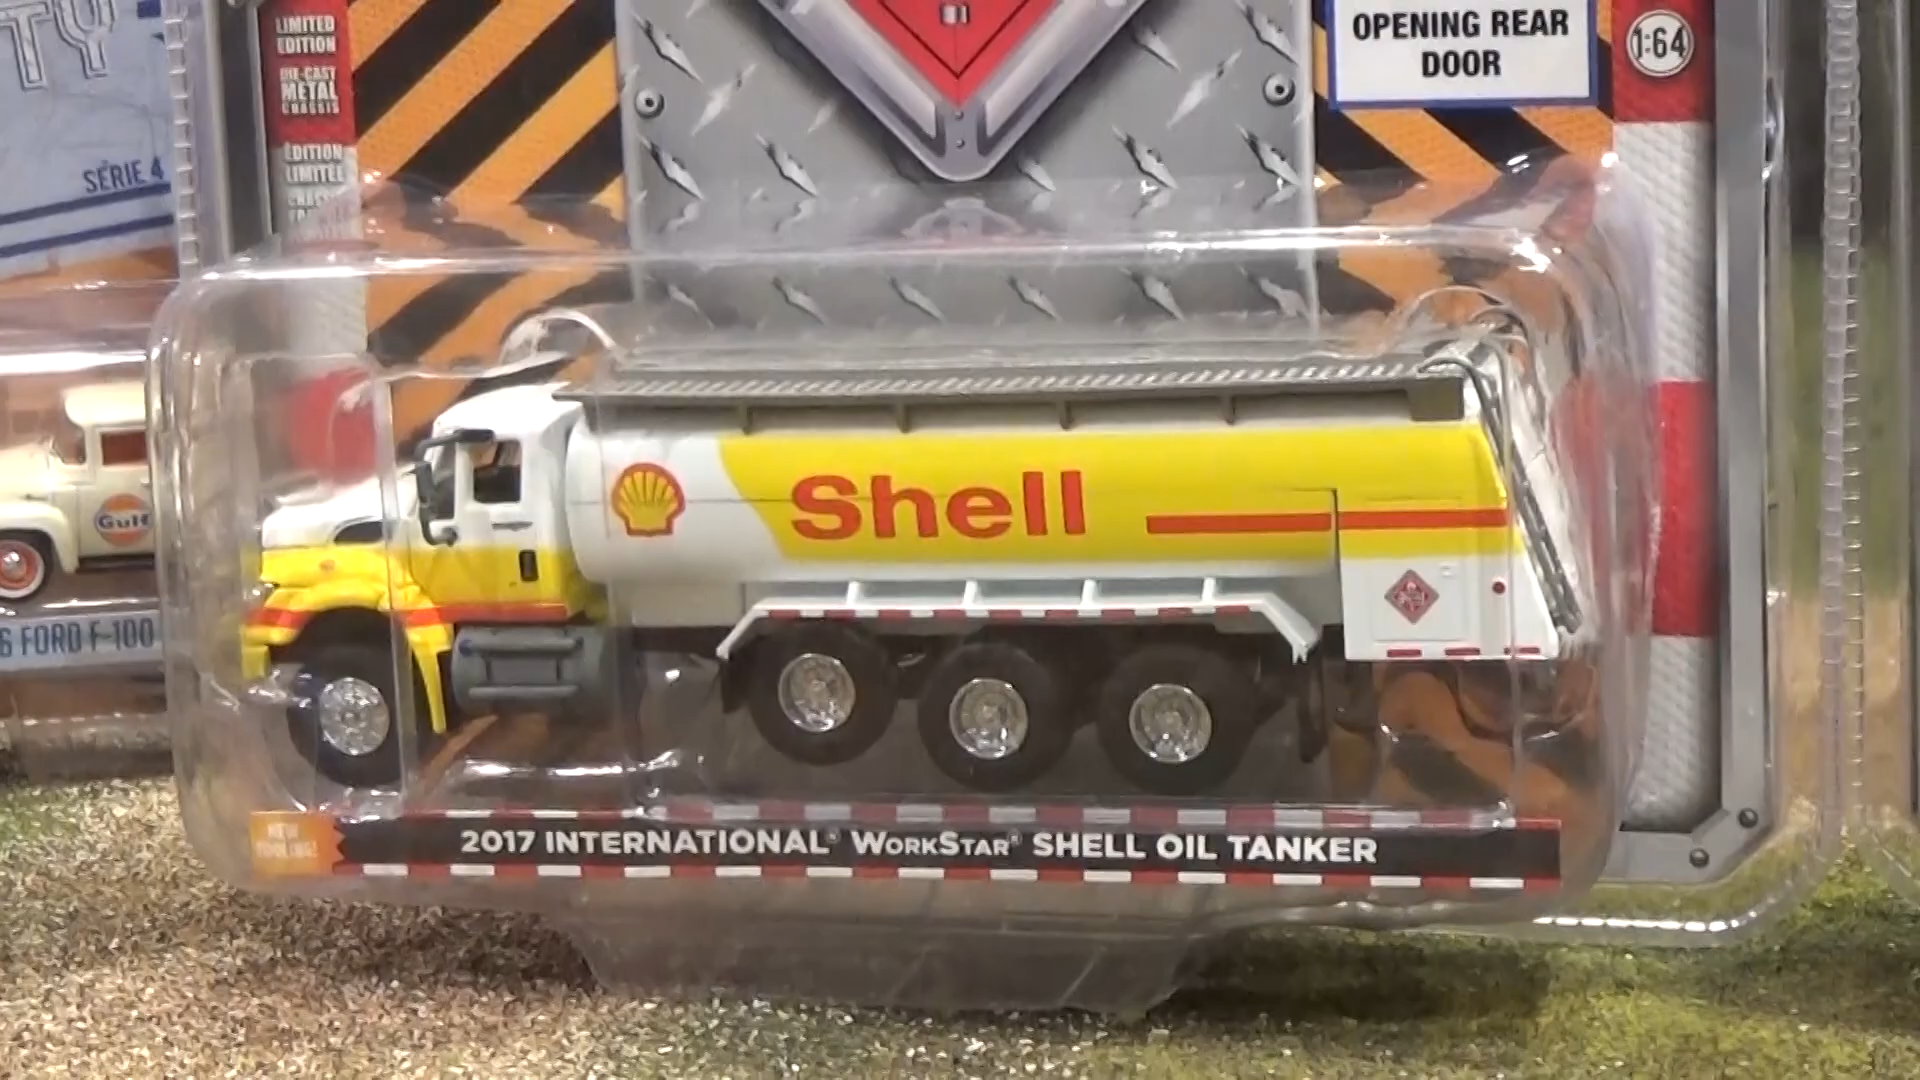 TY
SÉRIE 4
LIMITED
EDITION
DIE-CAST
METAL
CHASSIS
ÉDITION
LIMITÉE
OPENING REAR
DOOR
1:64
Gulf
6 FORD F-100
Shell
NEW
TOOLING!
2017 INTERNATIONAL® WORKSTAR® SHELL OIL TANKER